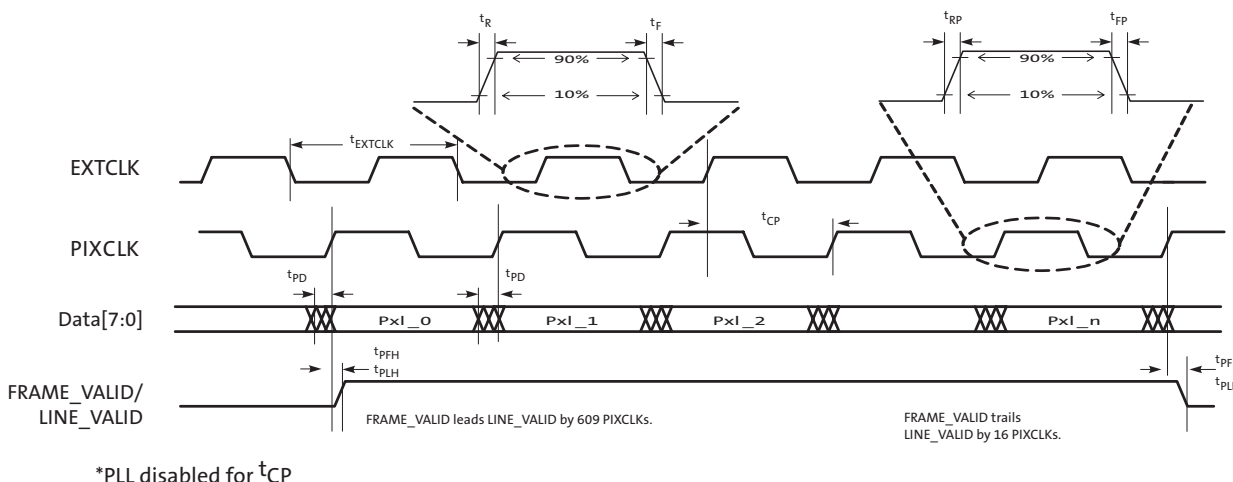 tR
tF
tRP
tFP
90%
90%
10%
10%
EXTCLK
tEXTCLK
PIXCLK
tCP
tPD
tPD
Data[7:0]
Pxl_0
Pxl_1
Pxl_2
Pxl_n
tPFH
tPLH
tPF
FRAME_VALID/
LINE_VALID
FRAME_VALID leads LINE_VALID by 609 PIXCLKs.
FRAME_VALID trails
LINE_VALID by 16 PIXCLKs.
*PLL disabled for tCP